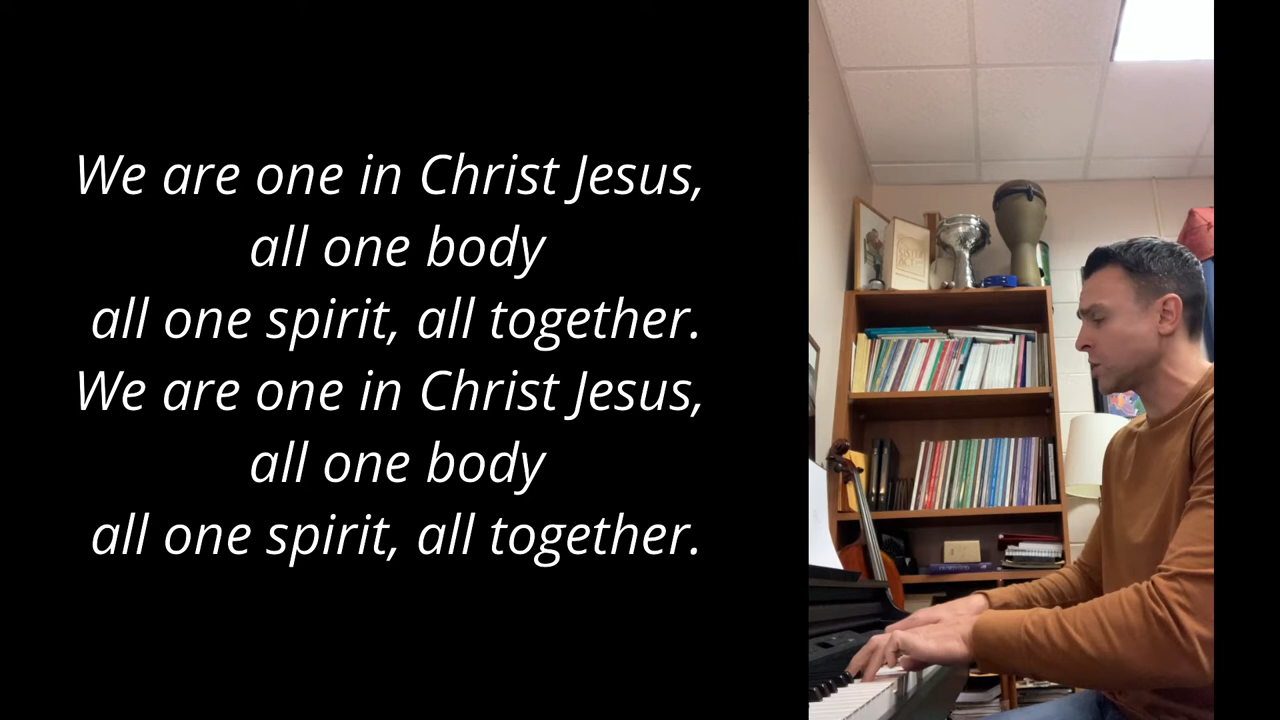 We are one in Christ Jesus,
all one body
all one spirit, all together.
We are one in Christ Jesus,
all one body
all one spirit, all together.